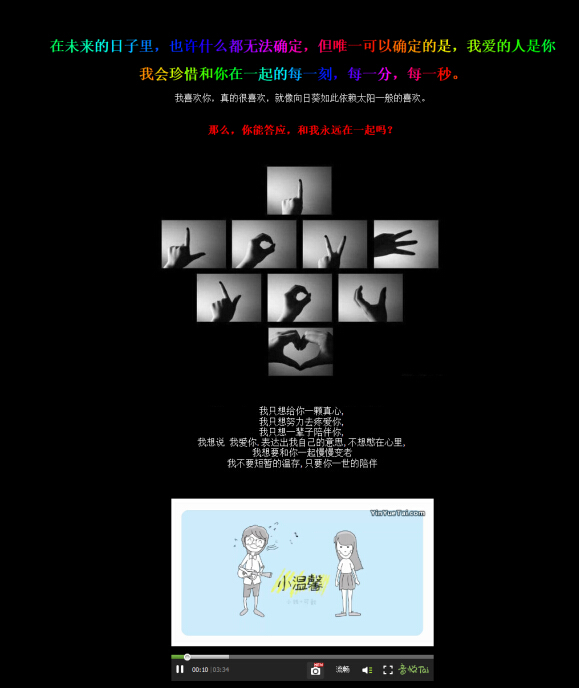 在未来的日子里，也许什么都无法确定，但唯一可以确定的是，我爱的人是你
我会珍惜和你在一起的每一刻，每一分，每一秒。
我喜欢你，真的很喜欢，就像向日葵如此依赖太阳一般的喜欢。
那么，你能答应，和我永远在一起吗？
我只想给你一颗真心,
我只想努力去疼爱你,
我只想一辈子陪伴你,
我想说 我爱你.表达出我自己的意思,不想憋在心里,
我想要和你一起慢慢变老
我不要短暂的温存,只要你一世的陪伴
YinYueTai.com
小温馨
00:10 | 03:34
NEW
流畅
音悦Tai